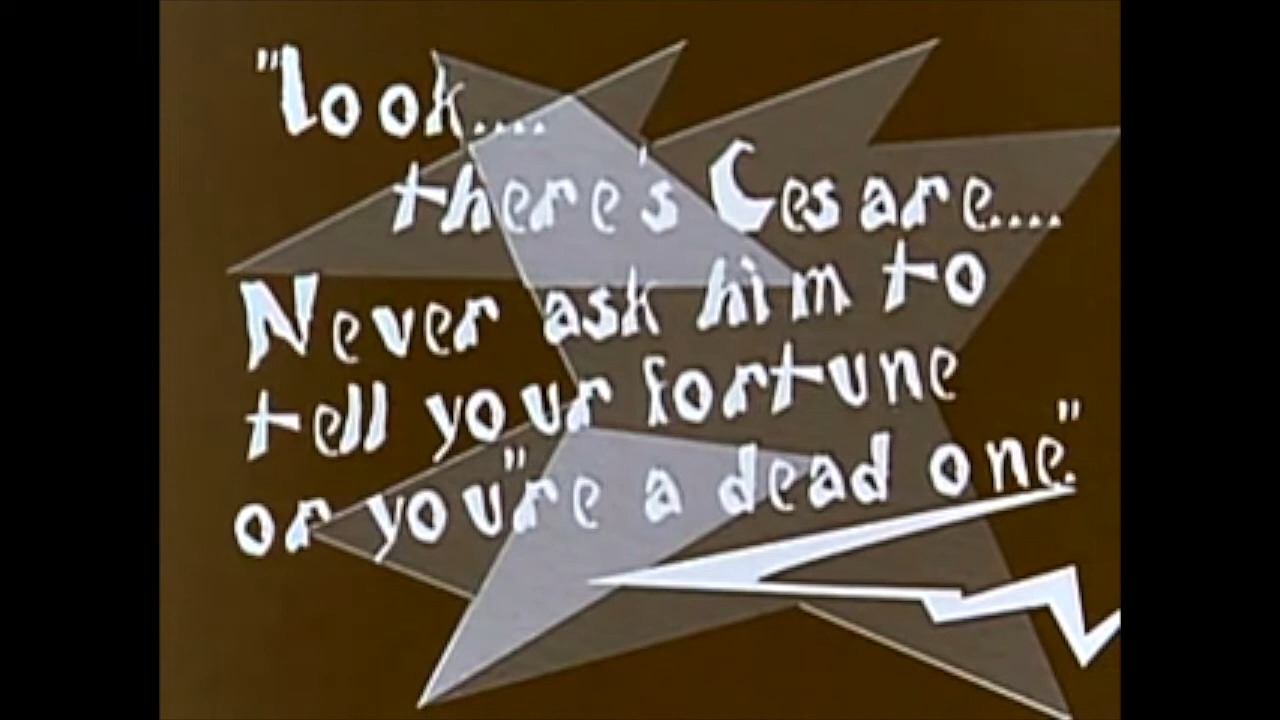 "Look....
there's Cesare....
Never ask him to
tell your fortune
or you"re a dead one."